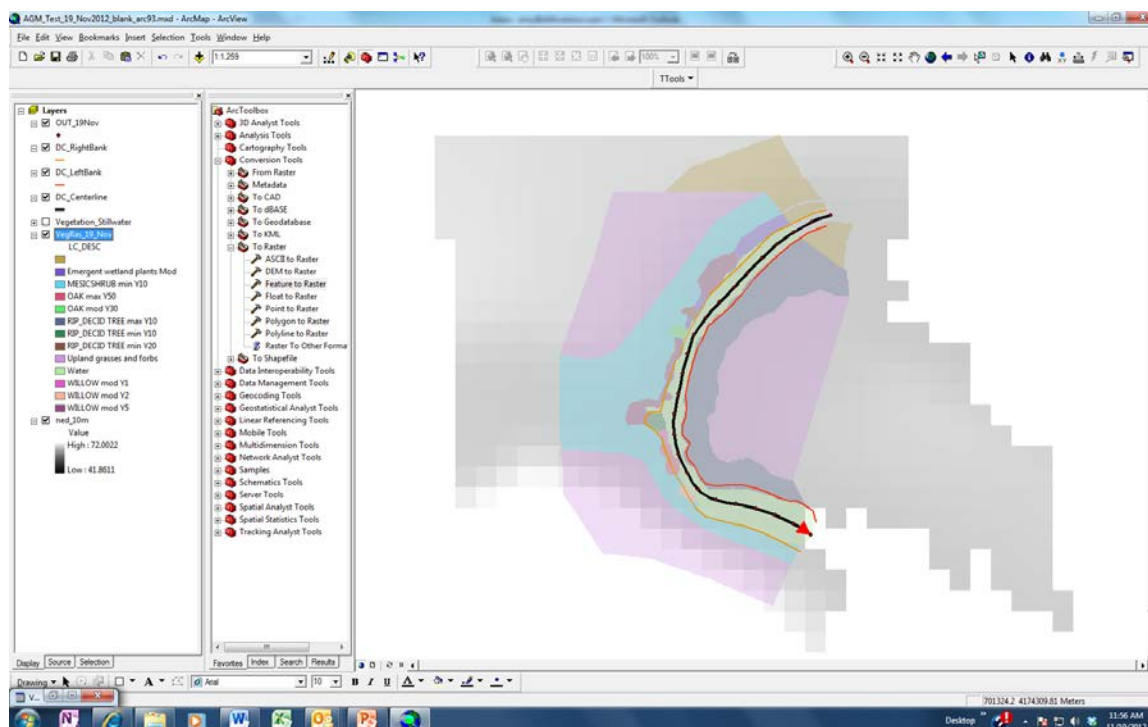 AGM_Test_19_Nov2012_blank_arc93.mxd - ArcMap - ArcView
File Edit View Bookmarks Insert Selection Tools Window Help
1:1,259
100%
TTools
Layers
OUT_19Nov
DC_RightBank
DC_LeftBank
DC_Centerline
Vegetation_Stillwater
VegRas_19_Nov
LC_DESC
Emergent wetland plants Mod
MESICSHRUB min Y10
OAK max Y50
OAK mod Y30
RIP_DECID TREE max Y10
RIP_DECID TREE min Y10
RIP_DECID TREE min Y20
Upland grasses and forbs
Water
WILLOW mod Y1
WILLOW mod Y2
WILLOW mod Y5
ned_10m
Value
High : 72.0022
Low : 41.8611
Display Source Selection
ArcToolbox
3D Analyst Tools
Analysis Tools
Cartography Tools
Conversion Tools
From Raster
Metadata
To CAD
To dBASE
To Geodatabase
To KML
To Raster
ASCII to Raster
DEM to Raster
Feature to Raster
Float to Raster
Point to Raster
Polygon to Raster
Polyline to Raster
Raster To Other Forma
To Shapefile
Data Interoperability Tools
Data Management Tools
Geocoding Tools
Geostatistical Analyst Tools
Linear Referencing Tools
Mobile Tools
Multidimension Tools
Network Analyst Tools
Samples
Schematics Tools
Server Tools
Spatial Analyst Tools
Spatial Statistics Tools
Tracking Analyst Tools
Favorites Index Search Results
Drawing
Arial
10
B I U A
V...
701324.2 4174309.81 Meters
Desktop
11:56 AM